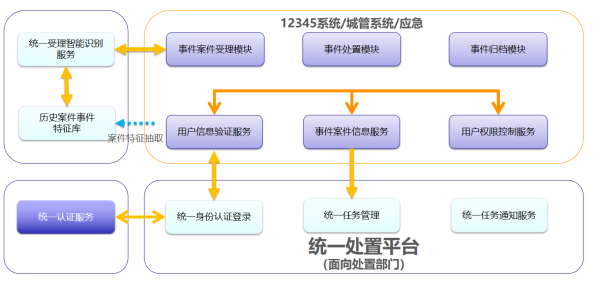 12345系统/城管系统/应急
统一受理智能识别
服务
事件案件受理模块
事件处置模块
事件归档模块
历史案件事件
特征库
案件特征抽取
用户信息验证服务
事件案件信息服务
用户权限控制服务
统一认证服务
统一身份认证登录
统一任务管理
统一任务通知服务
统一处置平台
（面向处置部门）